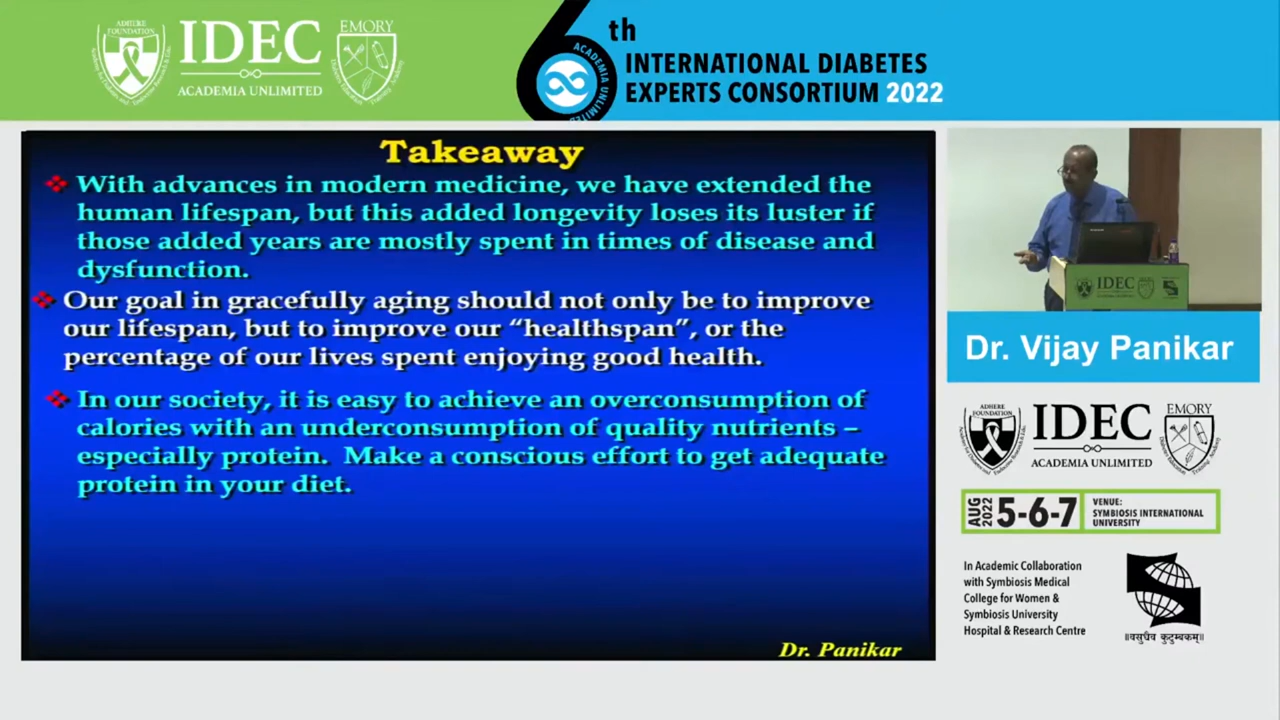 ADHERE
FOUNDATION
IDEC
ACADEMIA UNLIMITED
EMORY
6th
ACADEMIA UNLIMITED
INTERNATIONAL DIABETES
EXPERTS CONSORTIUM 2022
Takeaway
With advances in modern medicine, we have extended the
human lifespan, but this added longevity loses its luster if
those added years are mostly spent in times of disease and
dysfunction.
Our goal in gracefully aging should not only be to improve
our lifespan, but to improve our “healthspan”, or the
percentage of our lives spent enjoying good health.
In our society, it is easy to achieve an overconsumption of
calories with an underconsumption of quality nutrients –
especially protein. Make a conscious effort to get adequate
protein in your diet.
Dr. Panikar
IDEC
Dr. Vijay Panikar
ADHERE
FOUNDATION
IDEC
ACADEMIA UNLIMITED
EMORY
AUG
2022
5-6-7
VENUE:
SYMBIOSIS INTERNATIONAL
UNIVERSITY
In Academic Collaboration
with Symbiosis Medical
College for Women &
Symbiosis University
Hospital & Research Centre
॥वसुधैव कुटुम्बकम्॥